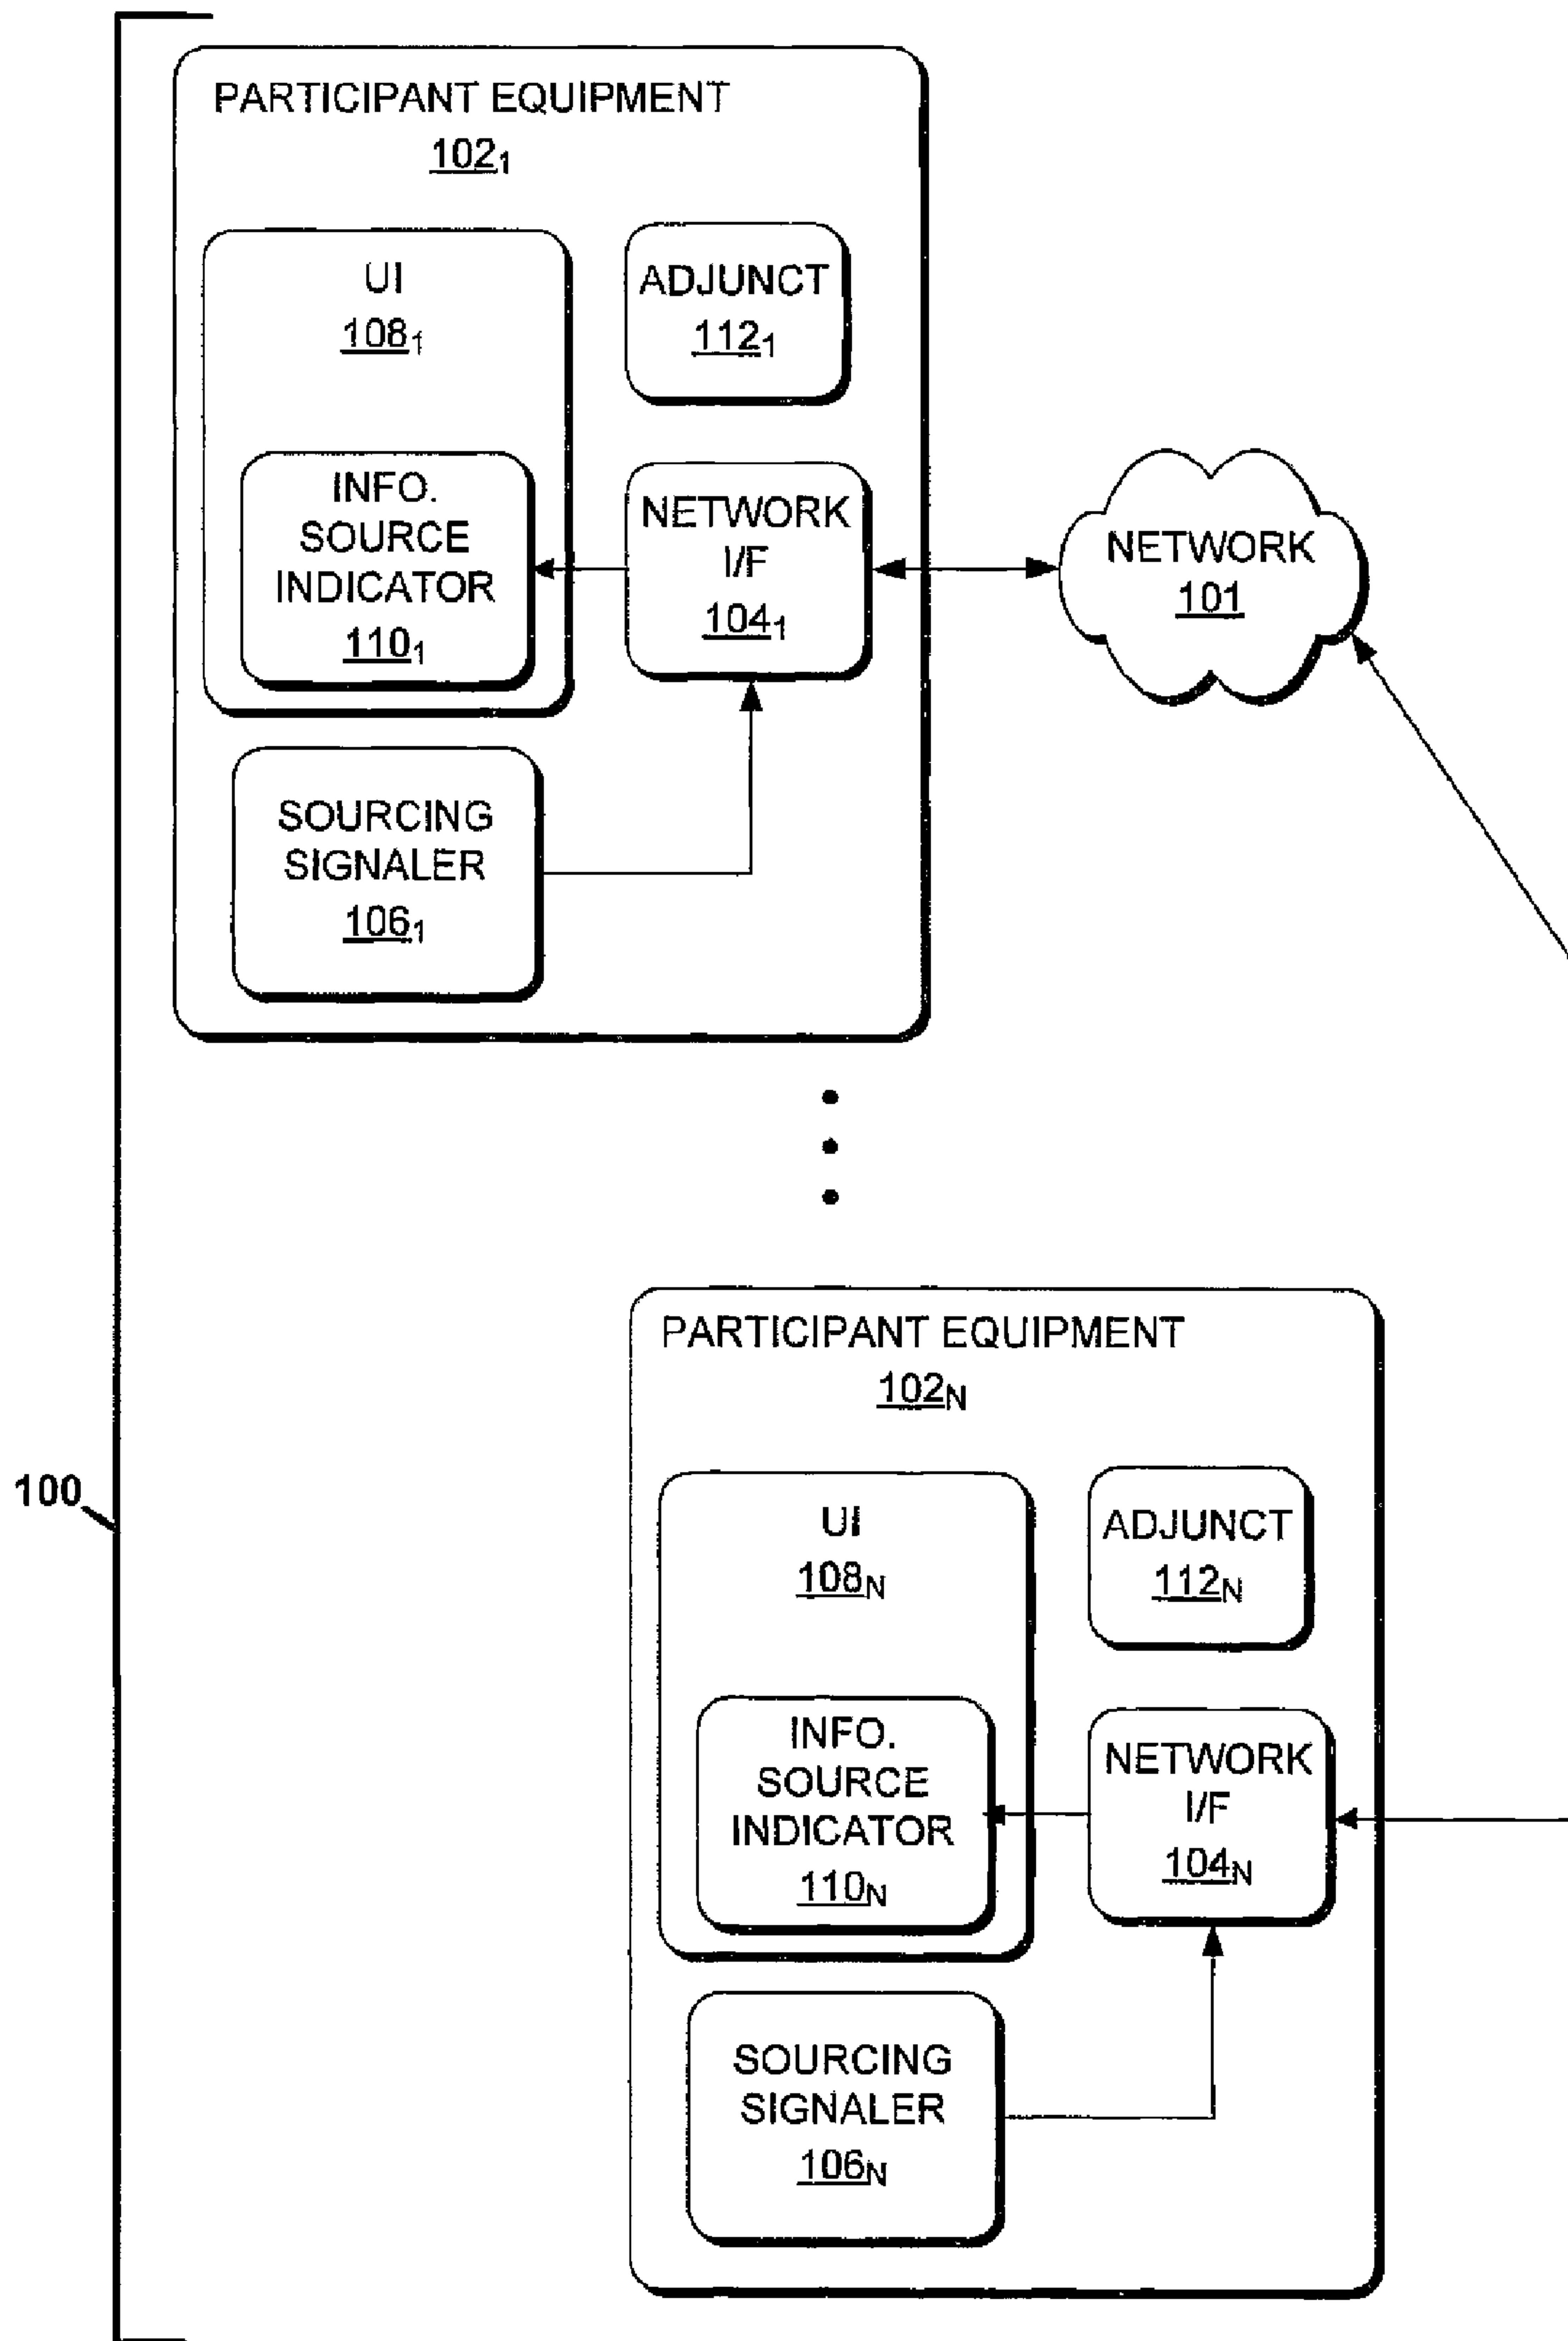 PARTICIPANT EQUIPMENT
102₁
UI
108₁
ADJUNCT
112₁
INFO.
SOURCE
INDICATOR
110₁
NETWORK
I/F
104₁
NETWORK
101
SOURCING
SIGNALER
106₁
100
PARTICIPANT EQUIPMENT
102N
UI
108N
ADJUNCT
112N
INFO.
SOURCE
INDICATOR
110N
NETWORK
I/F
104N
SOURCING
SIGNALER
106N